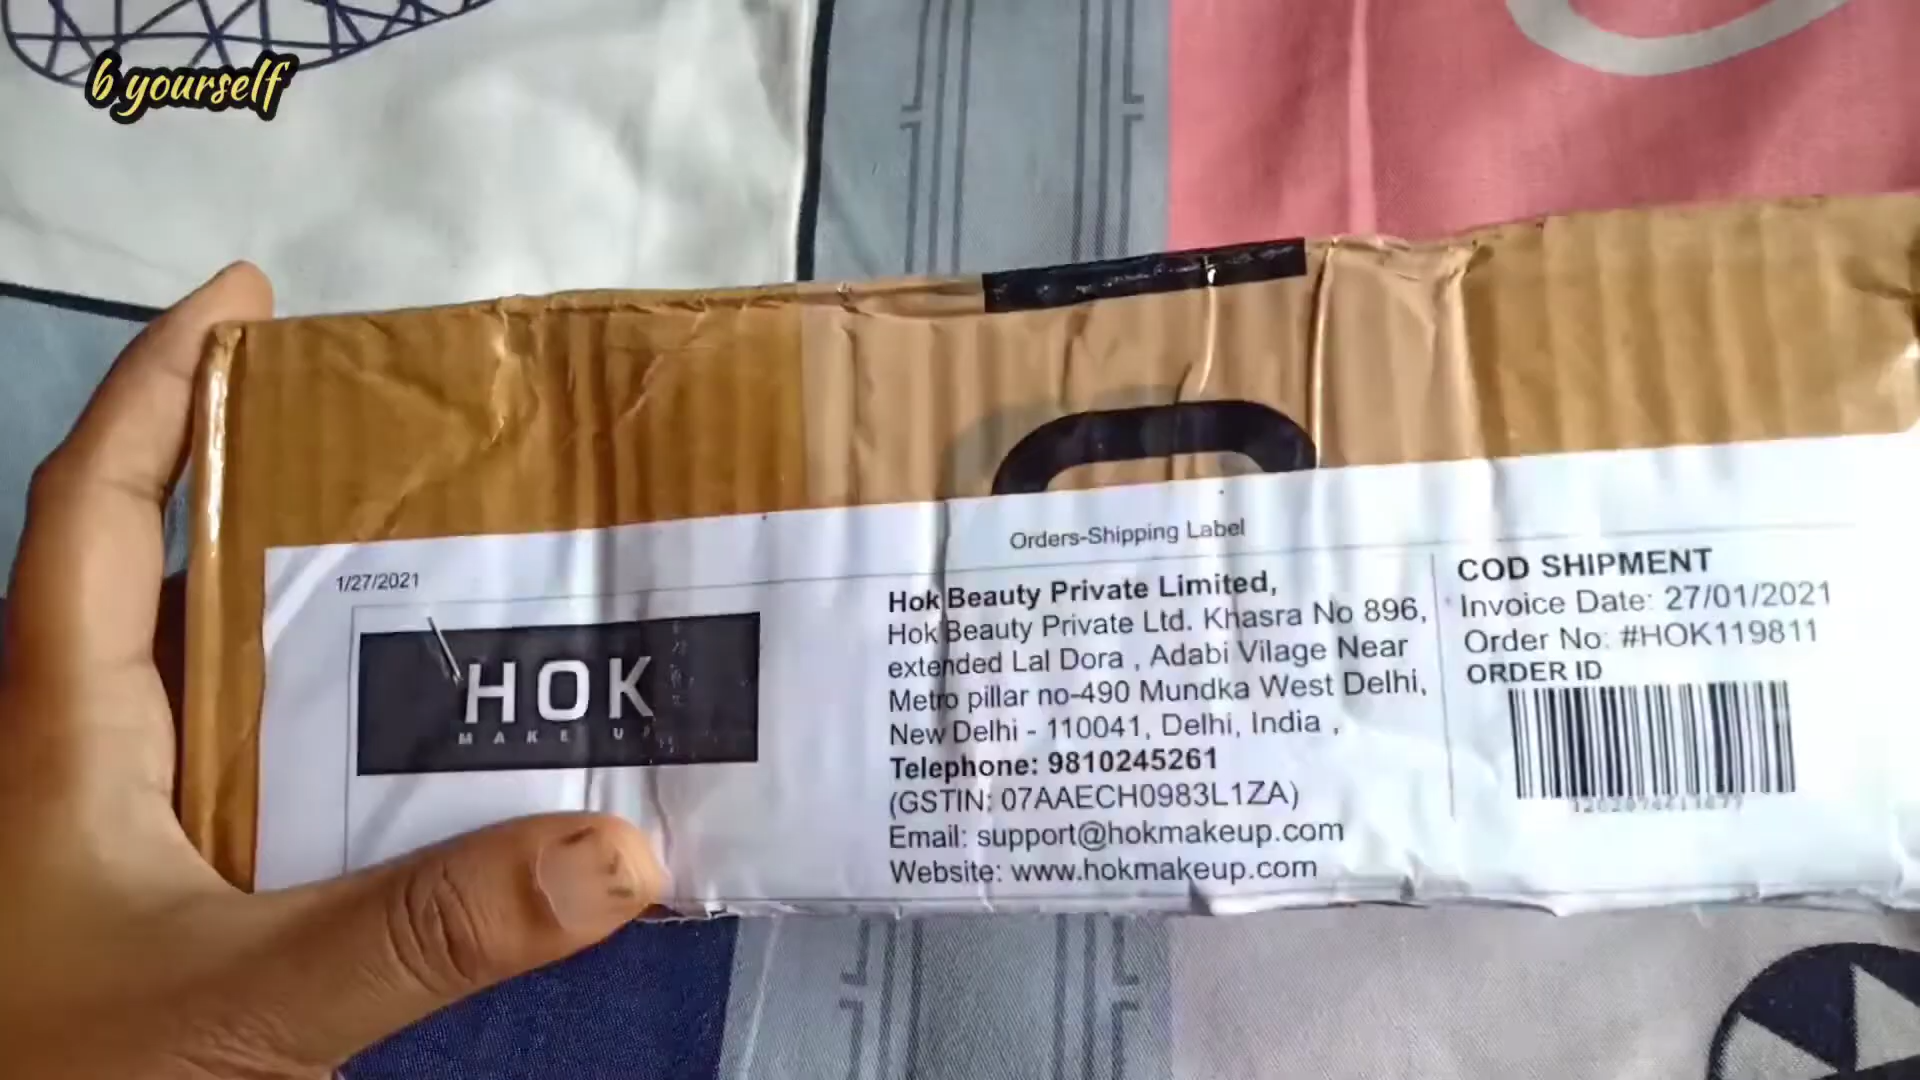 b yourself
Orders-Shipping Label
1/27/2021
HOK
MAKE UP
Hok Beauty Private Limited,
Hok Beauty Private Ltd. Khasra No 896,
extended Lal Dora , Adabi Vilage Near
Metro pillar no-490 Mundka West Delhi,
New Delhi - 110041, Delhi, India ,
Telephone: 9810245261
(GSTIN: 07AAECH0983L1ZA)
Email: support@hokmakeup.com
Website: www.hokmakeup.com
COD SHIPMENT
Invoice Date: 27/01/2021
Order No: #HOK119811
ORDER ID